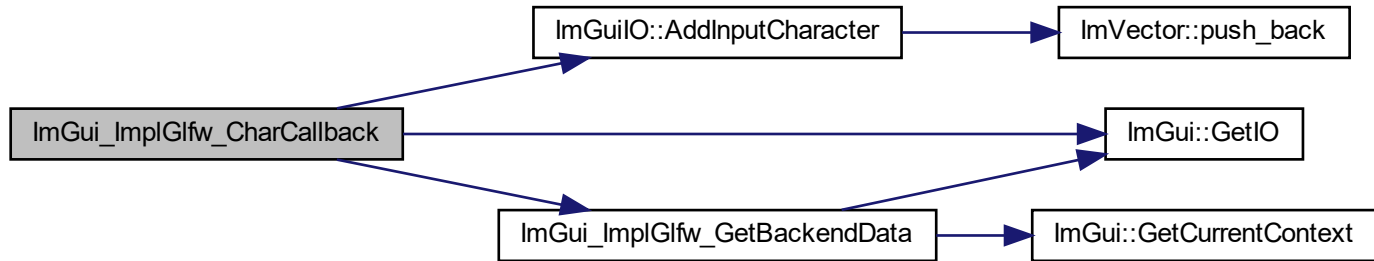 ImGuiIO::AddInputCharacter
ImVector::push_back
ImGui_ImplGlfw_CharCallback
ImGui::GetIO
ImGui_ImplGlfw_GetBackendData
ImGui::GetCurrentContext